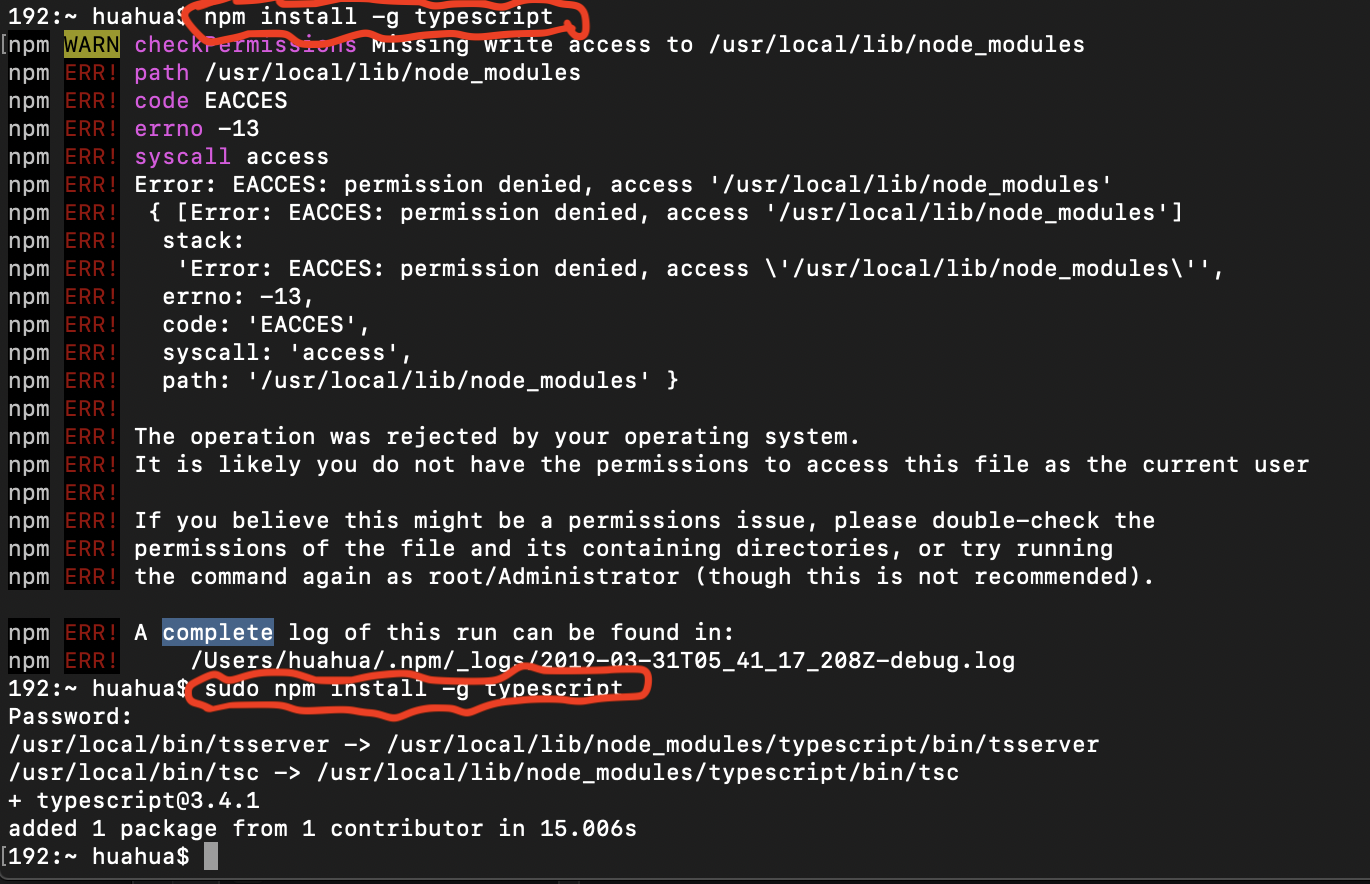 192:~ huahua$ npm install -g typescript
[npm WARN checkPermissions Missing write access to /usr/local/lib/node_modules
npm ERR! path /usr/local/lib/node_modules
npm ERR! code EACCES
npm ERR! errno -13
npm ERR! syscall access
npm ERR! Error: EACCES: permission denied, access '/usr/local/lib/node_modules'
npm ERR!  { [Error: EACCES: permission denied, access '/usr/local/lib/node_modules']
npm ERR!   stack:
npm ERR!    'Error: EACCES: permission denied, access \'/usr/local/lib/node_modules\'',
npm ERR!   errno: -13,
npm ERR!   code: 'EACCES',
npm ERR!   syscall: 'access',
npm ERR!   path: '/usr/local/lib/node_modules' }
npm ERR!
npm ERR! The operation was rejected by your operating system.
npm ERR! It is likely you do not have the permissions to access this file as the current user
npm ERR!
npm ERR! If you believe this might be a permissions issue, please double-check the
npm ERR! permissions of the file and its containing directories, or try running
npm ERR! the command again as root/Administrator (though this is not recommended).
npm ERR! A complete log of this run can be found in:
npm ERR!     /Users/huahua/.npm/_logs/2019-03-31T05_41_17_208Z-debug.log
192:~ huahua$ sudo npm install -g typescript
Password:
/usr/local/bin/tsserver -> /usr/local/lib/node_modules/typescript/bin/tsserver
/usr/local/bin/tsc -> /usr/local/lib/node_modules/typescript/bin/tsc
+ typescript@3.4.1
added 1 package from 1 contributor in 15.006s
[192:~ huahua$